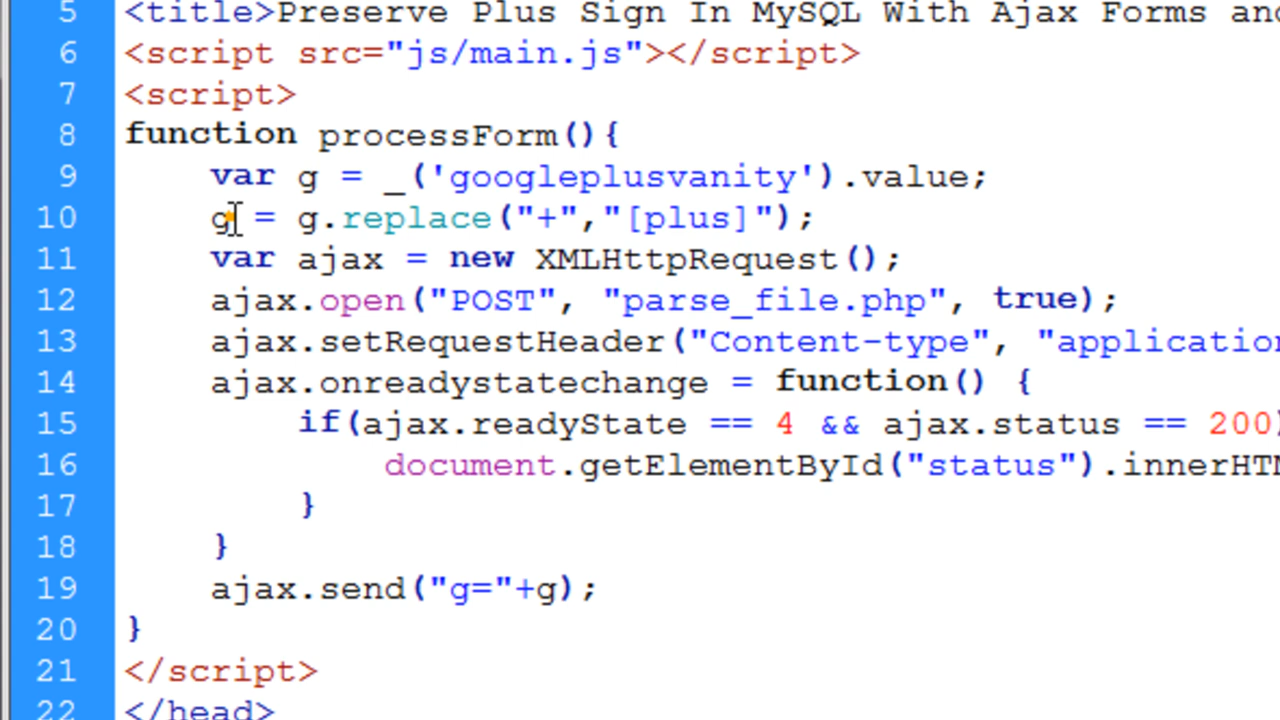 5 <title>Preserve Plus Sign In MySQL With Ajax Forms
6 <script src="js/main.js"></script>
7 <script>
8 function processForm(){
9 var g = _('googleplusvanity').value;
10 g = g.replace("+","[plus]");
11 var ajax = new XMLHttpRequest();
12 ajax.open("POST", "parse_file.php", true);
13 ajax.setRequestHeader("Content-type", "application
14 ajax.onreadystatechange = function() {
15 if(ajax.readyState == 4 && ajax.status == 200)
16 document.getElementById("status").innerHTM
17 }
18 }
19 ajax.send("g="+g);
20 }
21 </script>
22 </head>